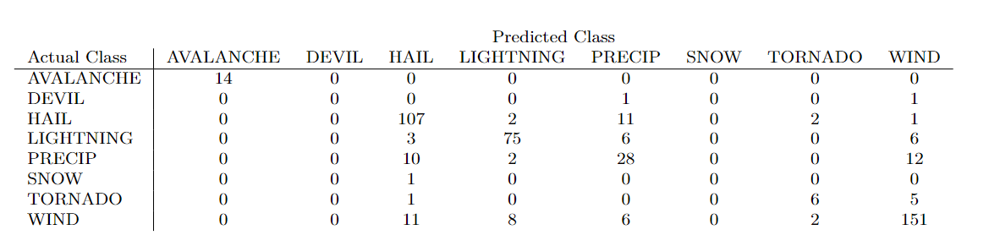 Predicted Class
Actual Class AVALANCHE DEVIL HAIL LIGHTNING PRECIP SNOW TORNADO WIND
AVALANCHE 14 0 0 0 0 0 0 0
DEVIL 0 0 0 0 1 0 0 1
HAIL 0 0 107 2 11 0 2 1
LIGHTNING 0 0 3 75 6 0 0 6
PRECIP 0 0 10 2 28 0 0 12
SNOW 0 0 1 0 0 0 0 0
TORNADO 0 0 1 0 0 0 6 5
WIND 0 0 11 8 6 0 2 151